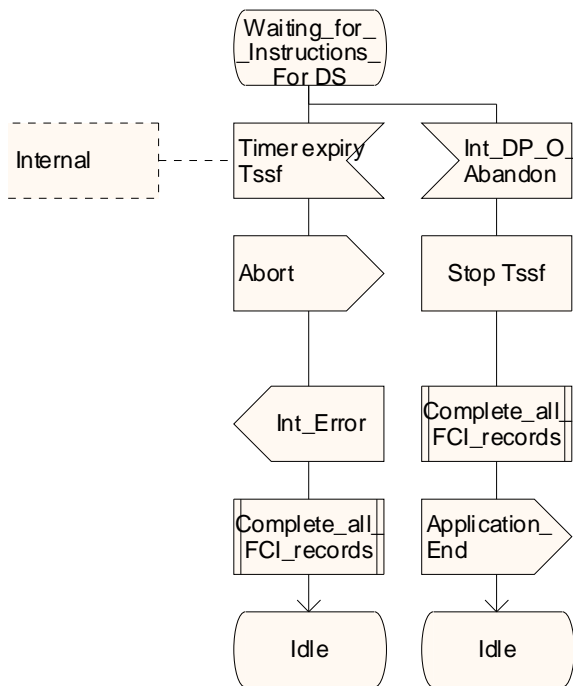 Waiting_for_
_Instructions_
For DS
Internal
Timer expiry
Tssf
Int_DP_O_
Abandon
Abort
Stop Tssf
Int_Error
Complete_all_
FCI_records
Complete_all_
FCI_records
Application_
End
Idle
Idle